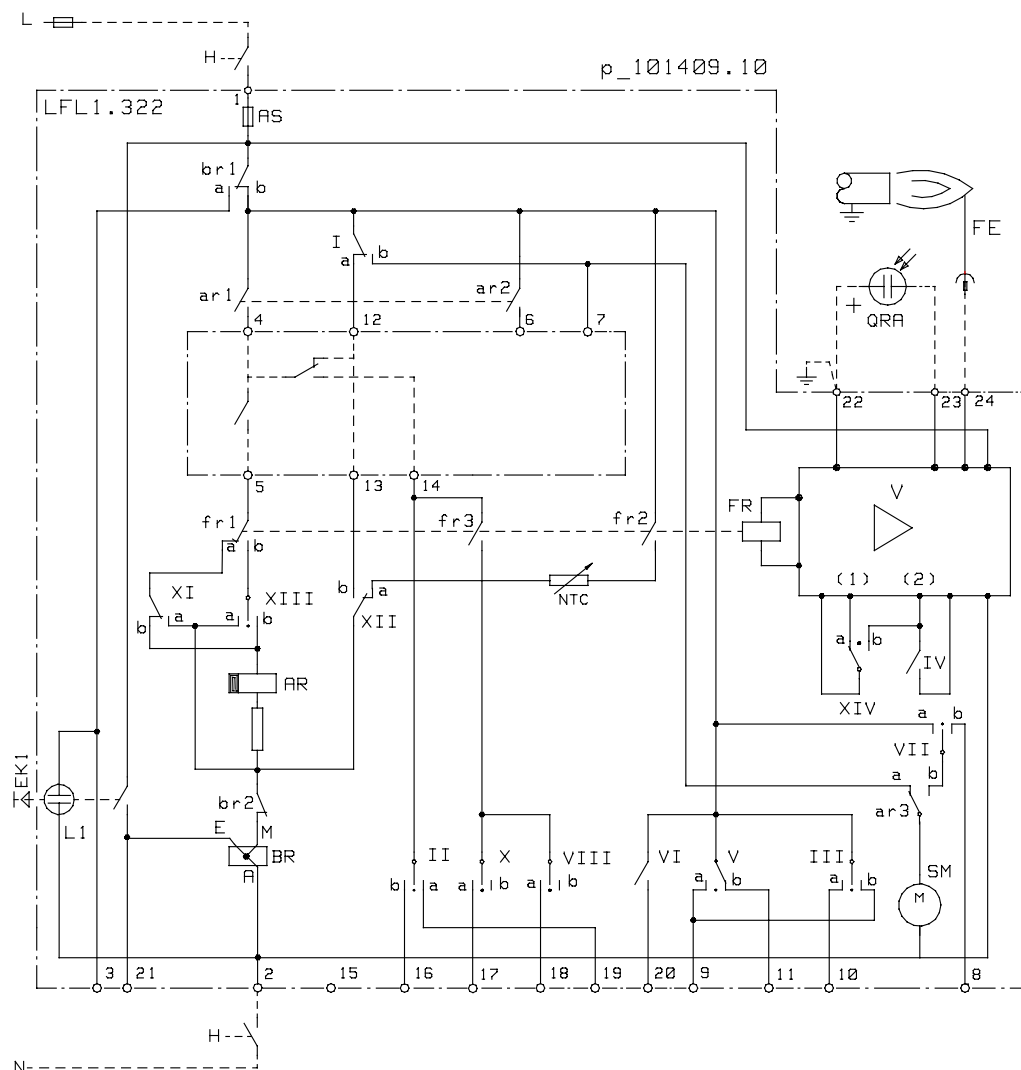 L
H
p_101409.10
LFL1.322
1
AS
br1
a b
I
a b
FE
ar1
ar2
+
QRA
4 12 6 7
22 23 24
5 13 14
V
fr1
fr3
fr2
FR
a b
XI
XIII
b a
XII
NTC
(1) (2)
b a a b
a b
IV
AR
XIV
a b
VII
EK1
a b
br2
ar3
L1
E M
BR
A
II X VIII VI V III SM
M
b a a b a b a b a b
3 21 2 15 16 17 18 19 20 9 11 10 8
H
N